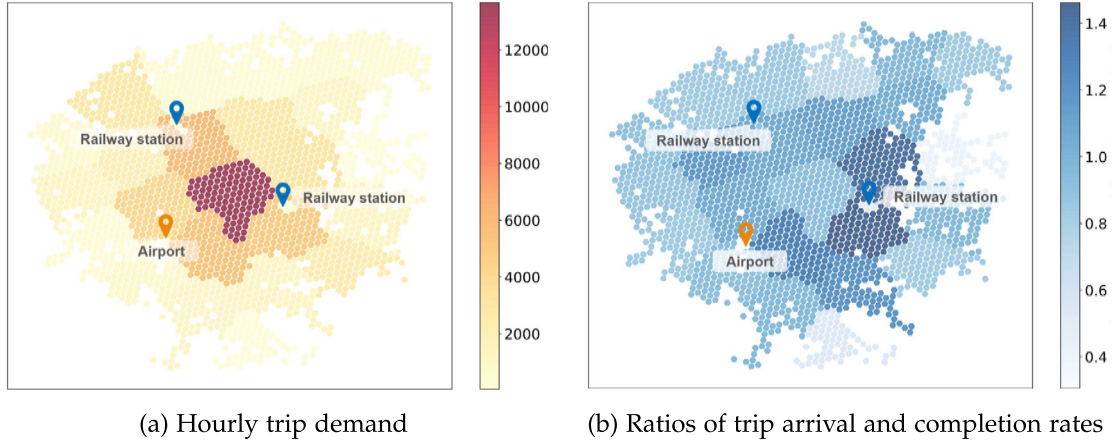 Railway station
Railway station
Airport
12000
10000
8000
6000
4000
2000
(a) Hourly trip demand
Railway station
Railway station
Airport
1.4
1.2
1.0
0.8
0.6
0.4
(b) Ratios of trip arrival and completion rates